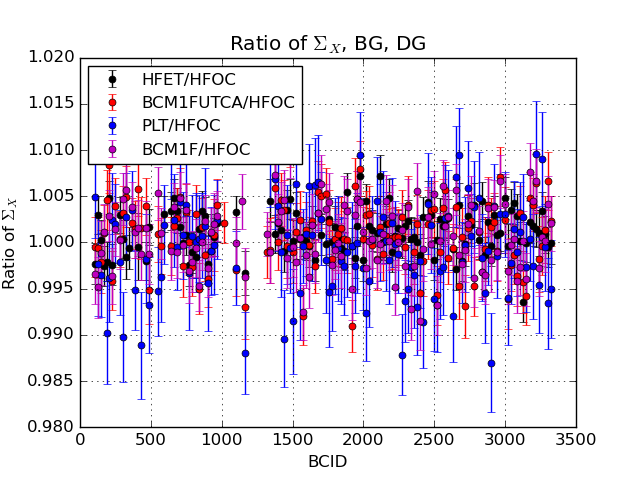 Ratio of Σ_X, BG, DG
HFET/HFOC
BCM1FUTCA/HFOC
PLT/HFOC
BCM1F/HFOC
Ratio of Σ_X
1.020
1.015
1.010
1.005
1.000
0.995
0.990
0.985
0.980
0 500 1000 1500 2000 2500 3000 3500
BCID